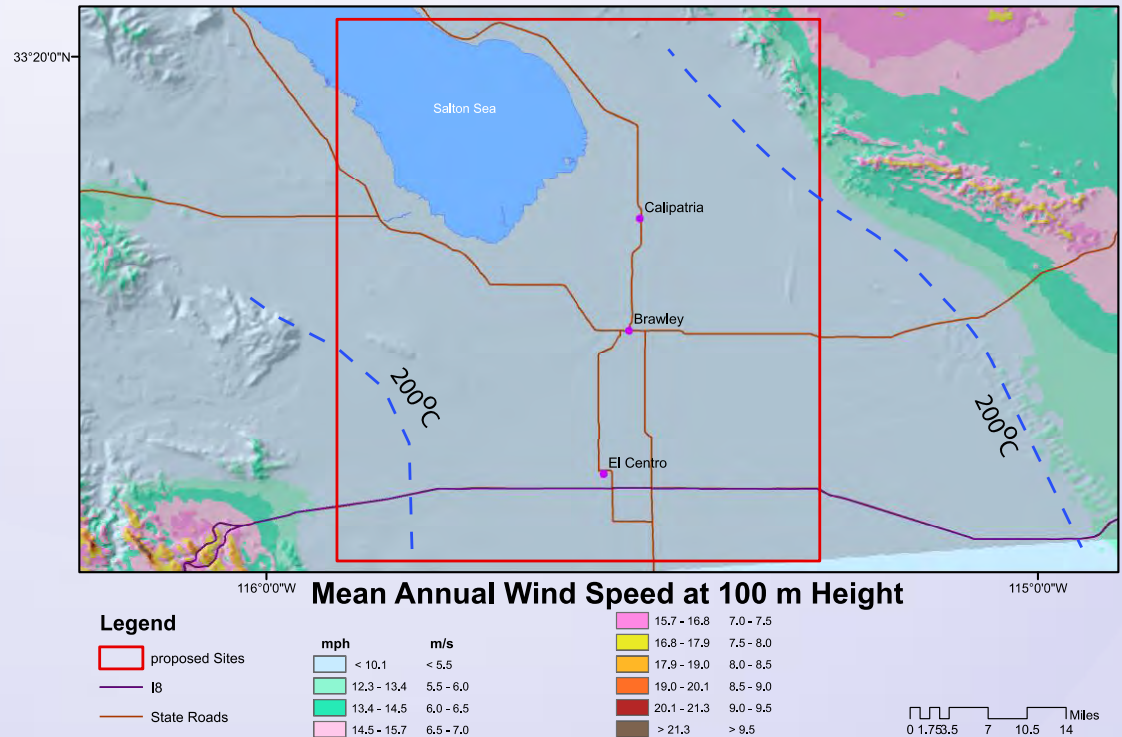 33°20'0"N
Salton Sea
Calipatria
Brawley
200°C
200°C
El Centro
116°0'0"W
115°0'0"W
Mean Annual Wind Speed at 100 m Height
Legend
proposed Sites
I8
State Roads
mph m/s
< 10.1 < 5.5
12.3 - 13.4 5.5 - 6.0
13.4 - 14.5 6.0 - 6.5
14.5 - 15.7 6.5 - 7.0
15.7 - 16.8 7.0 - 7.5
16.8 - 17.9 7.5 - 8.0
17.9 - 19.0 8.0 - 8.5
19.0 - 20.1 8.5 - 9.0
20.1 - 21.3 9.0 - 9.5
> 21.3 > 9.5
Miles
0 1.753.5 7 10.5 14